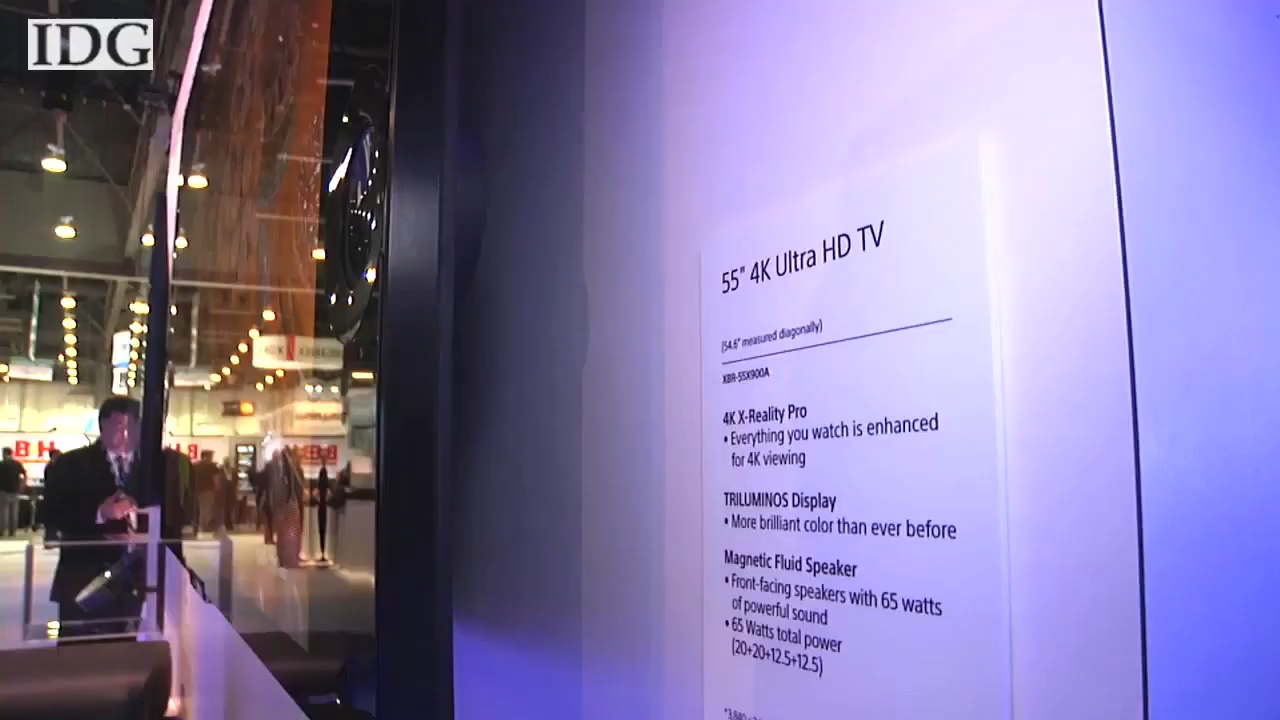 IDG
55" 4K Ultra HD TV
(54.6" measured diagonally)
XBR-55X900A
4K X-Reality Pro
• Everything you watch is enhanced
for 4K viewing
TRILUMINOS Display
• More brilliant color than ever before
Magnetic Fluid Speaker
• Front-facing speakers with 65 watts
of powerful sound
• 65 Watts total power
(20+20+12.5+12.5)